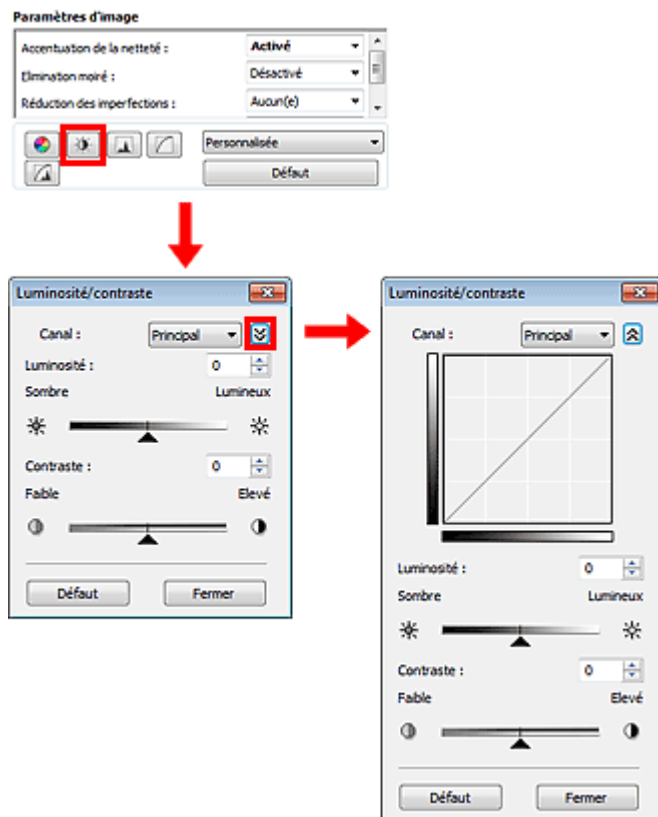 Paramètres d'image
Accentuation de la netteté : Activé
Elimination moiré : Désactivé
Réduction des imperfections : Aucun(e)
Personnalisée
Défaut
Luminosité/contraste
Canal : Principal
Luminosité : 0
Sombre Lumineux
Contraste : 0
Faible Elevé
Défaut Fermer
Luminosité/contraste
Canal : Principal
Luminosité : 0
Sombre Lumineux
Contraste : 0
Faible Elevé
Défaut Fermer